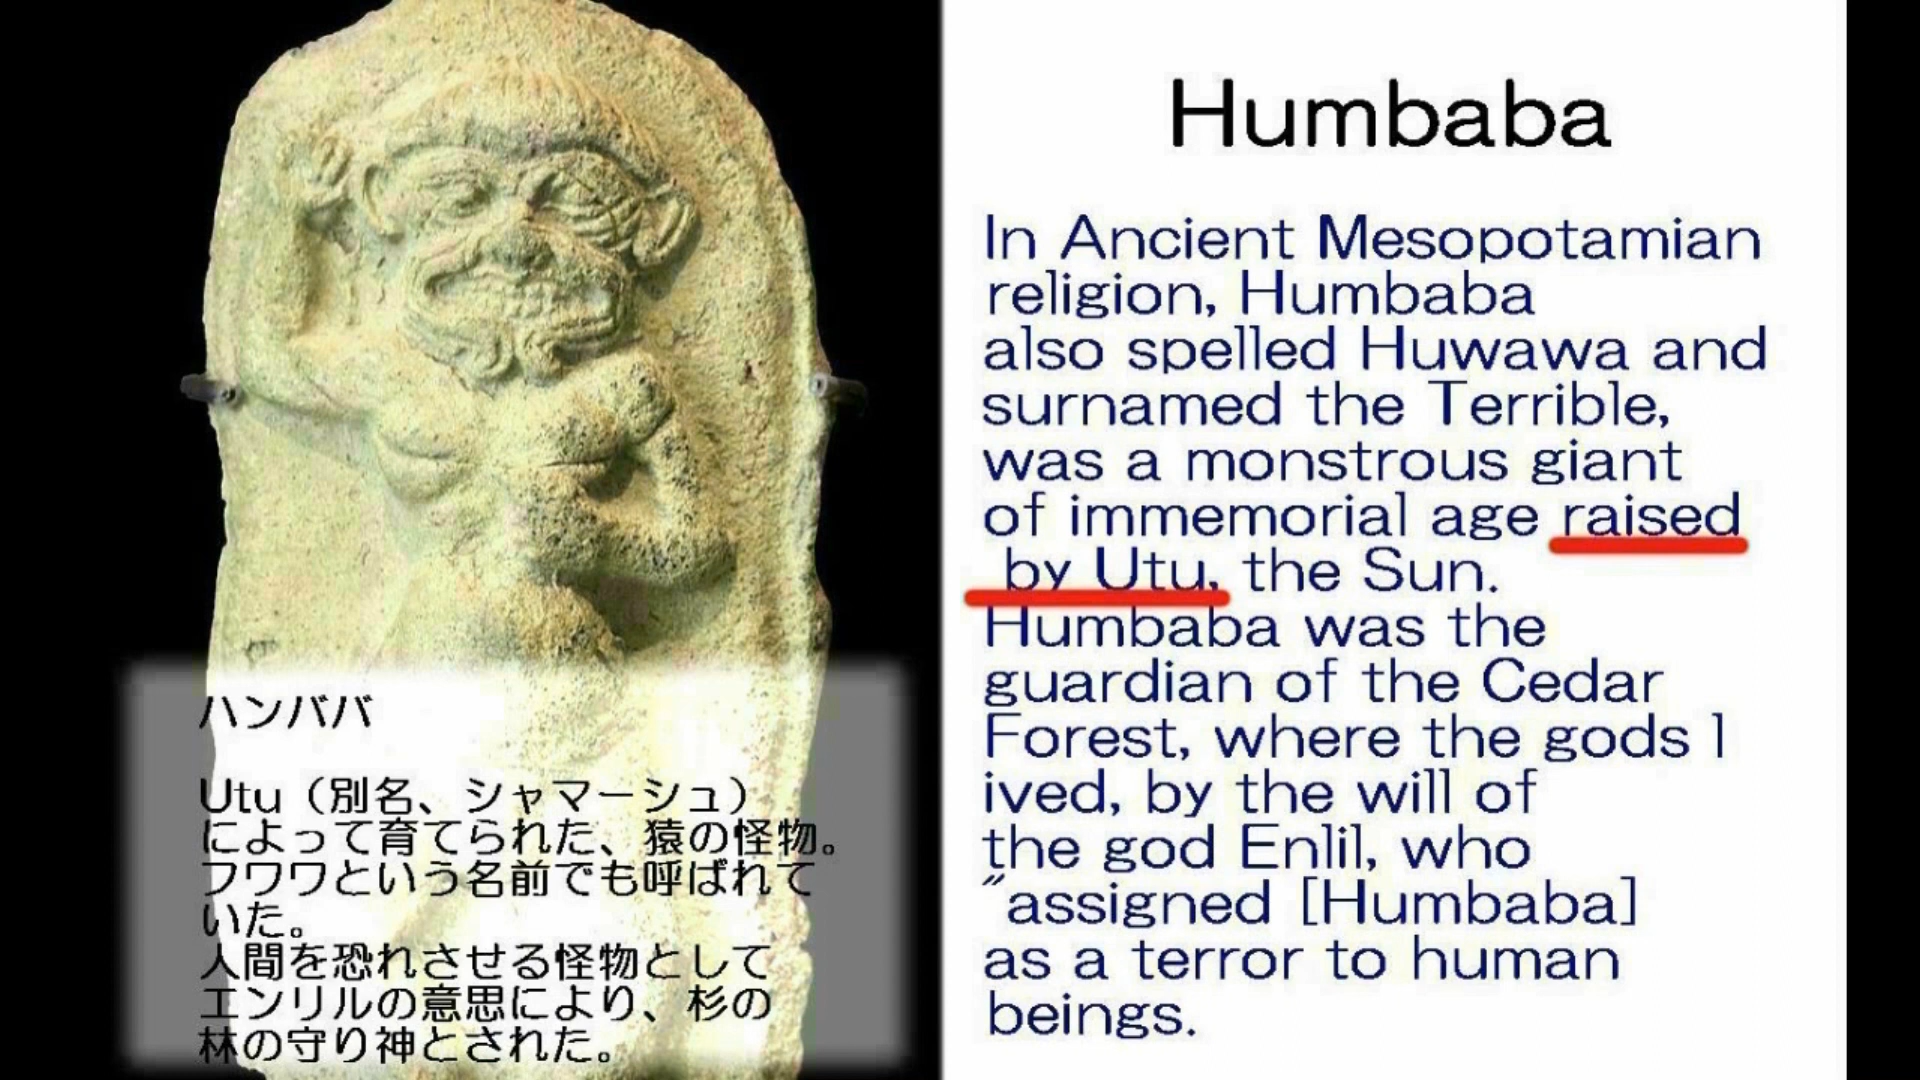 ハンババ
Utu（別名、シャマーシュ）
によって育てられた、猿の怪物。
フワワという名前でも呼ばれて
いた。
人間を恐れさせる怪物として
エンリルの意思により、杉の
林の守り神とされた。
Humbaba
In Ancient Mesopotamian
religion, Humbaba
also spelled Huwawa and
surnamed the Terrible,
was a monstrous giant
of immemorial age raised
by Utu, the Sun.
Humbaba was the
guardian of the Cedar
Forest, where the gods l
ived, by the will of
the god Enlil, who
"assigned [Humbaba]
as a terror to human
beings.